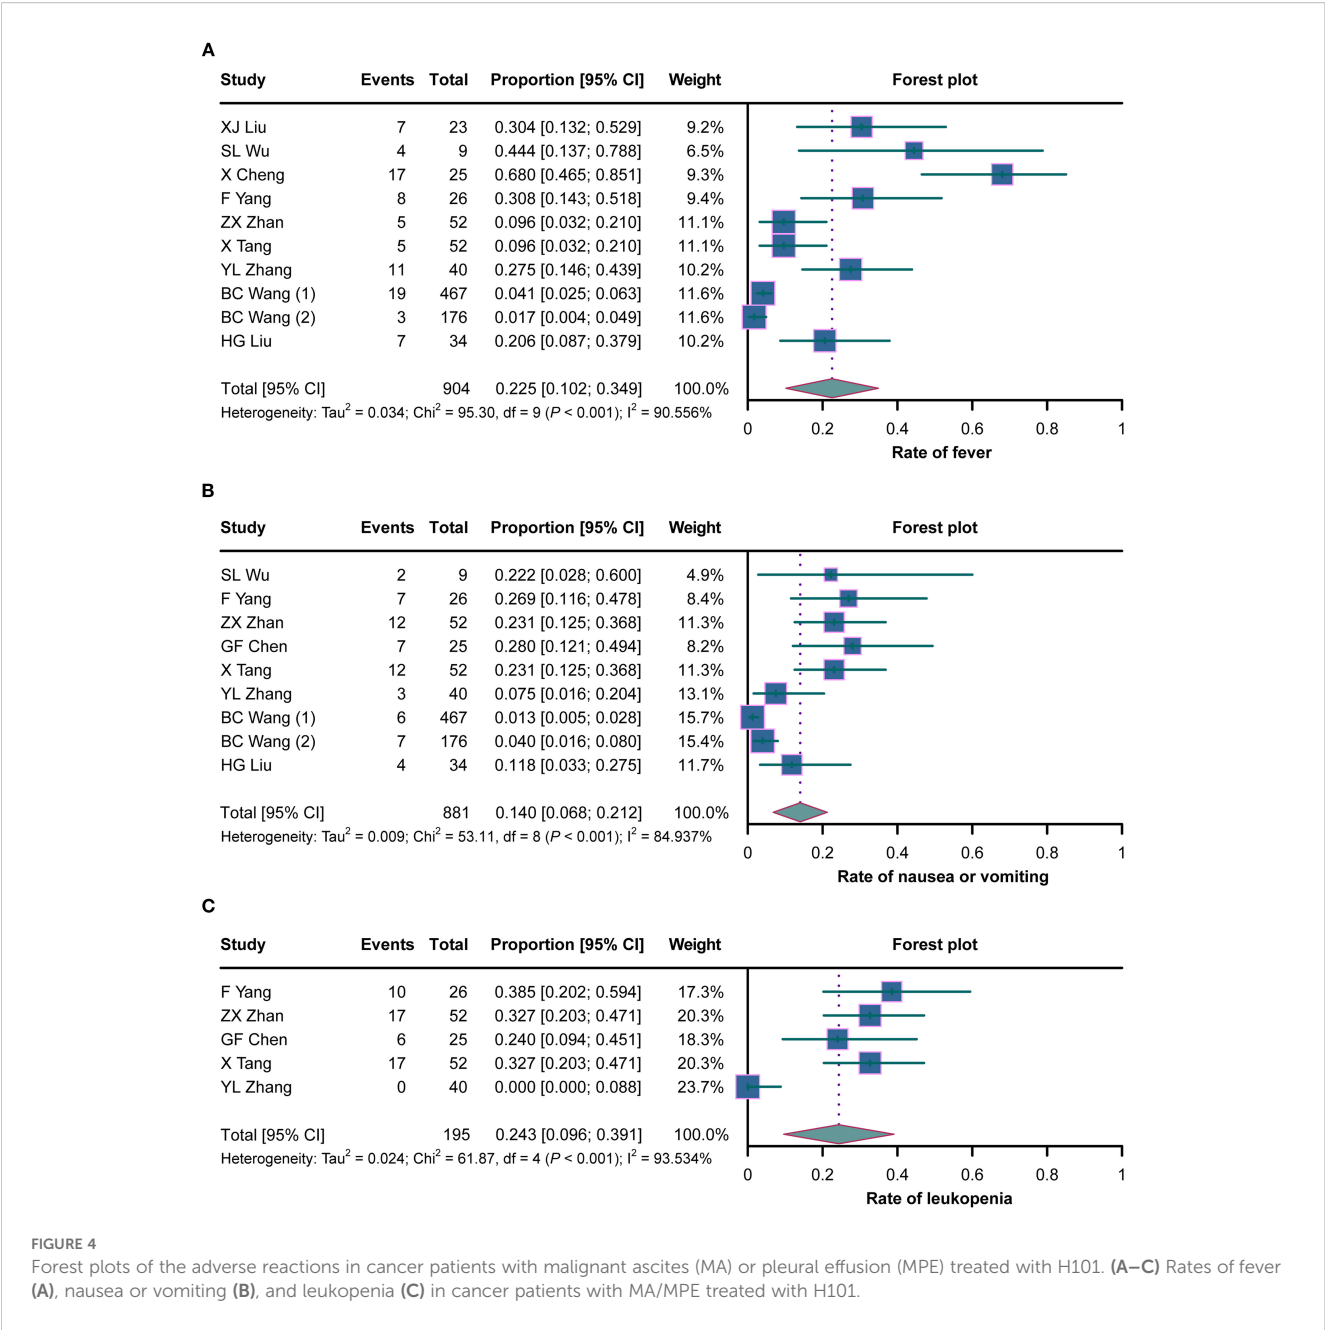 A
Study Events Total Proportion [95% CI] Weight Forest plot
XJ Liu 7 23 0.304 [0.132; 0.529] 9.2%
SL Wu 4 9 0.444 [0.137; 0.788] 6.5%
X Cheng 17 25 0.680 [0.465; 0.851] 9.3%
F Yang 8 26 0.308 [0.143; 0.518] 9.4%
ZX Zhan 5 52 0.096 [0.032; 0.210] 11.1%
X Tang 5 52 0.096 [0.032; 0.210] 11.1%
YL Zhang 11 40 0.275 [0.146; 0.439] 10.2%
BC Wang (1) 19 467 0.041 [0.025; 0.063] 11.6%
BC Wang (2) 3 176 0.017 [0.004; 0.049] 11.6%
HG Liu 7 34 0.206 [0.087; 0.379] 10.2%
Total [95% CI] 904 0.225 [0.102; 0.349] 100.0%
Heterogeneity: Tau² = 0.034; Chi² = 95.30, df = 9 (P < 0.001); I² = 90.556%
0 0.2 0.4 0.6 0.8 1
Rate of fever
B
Study Events Total Proportion [95% CI] Weight Forest plot
SL Wu 2 9 0.222 [0.028; 0.600] 4.9%
F Yang 7 26 0.269 [0.116; 0.478] 8.4%
ZX Zhan 12 52 0.231 [0.125; 0.368] 11.3%
GF Chen 7 25 0.280 [0.121; 0.494] 8.2%
X Tang 12 52 0.231 [0.125; 0.368] 11.3%
YL Zhang 3 40 0.075 [0.016; 0.204] 13.1%
BC Wang (1) 6 467 0.013 [0.005; 0.028] 15.7%
BC Wang (2) 7 176 0.040 [0.016; 0.080] 15.4%
HG Liu 4 34 0.118 [0.033; 0.275] 11.7%
Total [95% CI] 881 0.140 [0.068; 0.212] 100.0%
Heterogeneity: Tau² = 0.009; Chi² = 53.11, df = 8 (P < 0.001); I² = 84.937%
0 0.2 0.4 0.6 0.8 1
Rate of nausea or vomiting
C
Study Events Total Proportion [95% CI] Weight Forest plot
F Yang 10 26 0.385 [0.202; 0.594] 17.3%
ZX Zhan 17 52 0.327 [0.203; 0.471] 20.3%
GF Chen 6 25 0.240 [0.094; 0.451] 18.3%
X Tang 17 52 0.327 [0.203; 0.471] 20.3%
YL Zhang 0 40 0.000 [0.000; 0.088] 23.7%
Total [95% CI] 195 0.243 [0.096; 0.391] 100.0%
Heterogeneity: Tau² = 0.024; Chi² = 61.87, df = 4 (P < 0.001); I² = 93.534%
0 0.2 0.4 0.6 0.8 1
Rate of leukopenia
FIGURE 4
Forest plots of the adverse reactions in cancer patients with malignant ascites (MA) or pleural effusion (MPE) treated with H101. (A–C) Rates of fever
(A), nausea or vomiting (B), and leukopenia (C) in cancer patients with MA/MPE treated with H101.